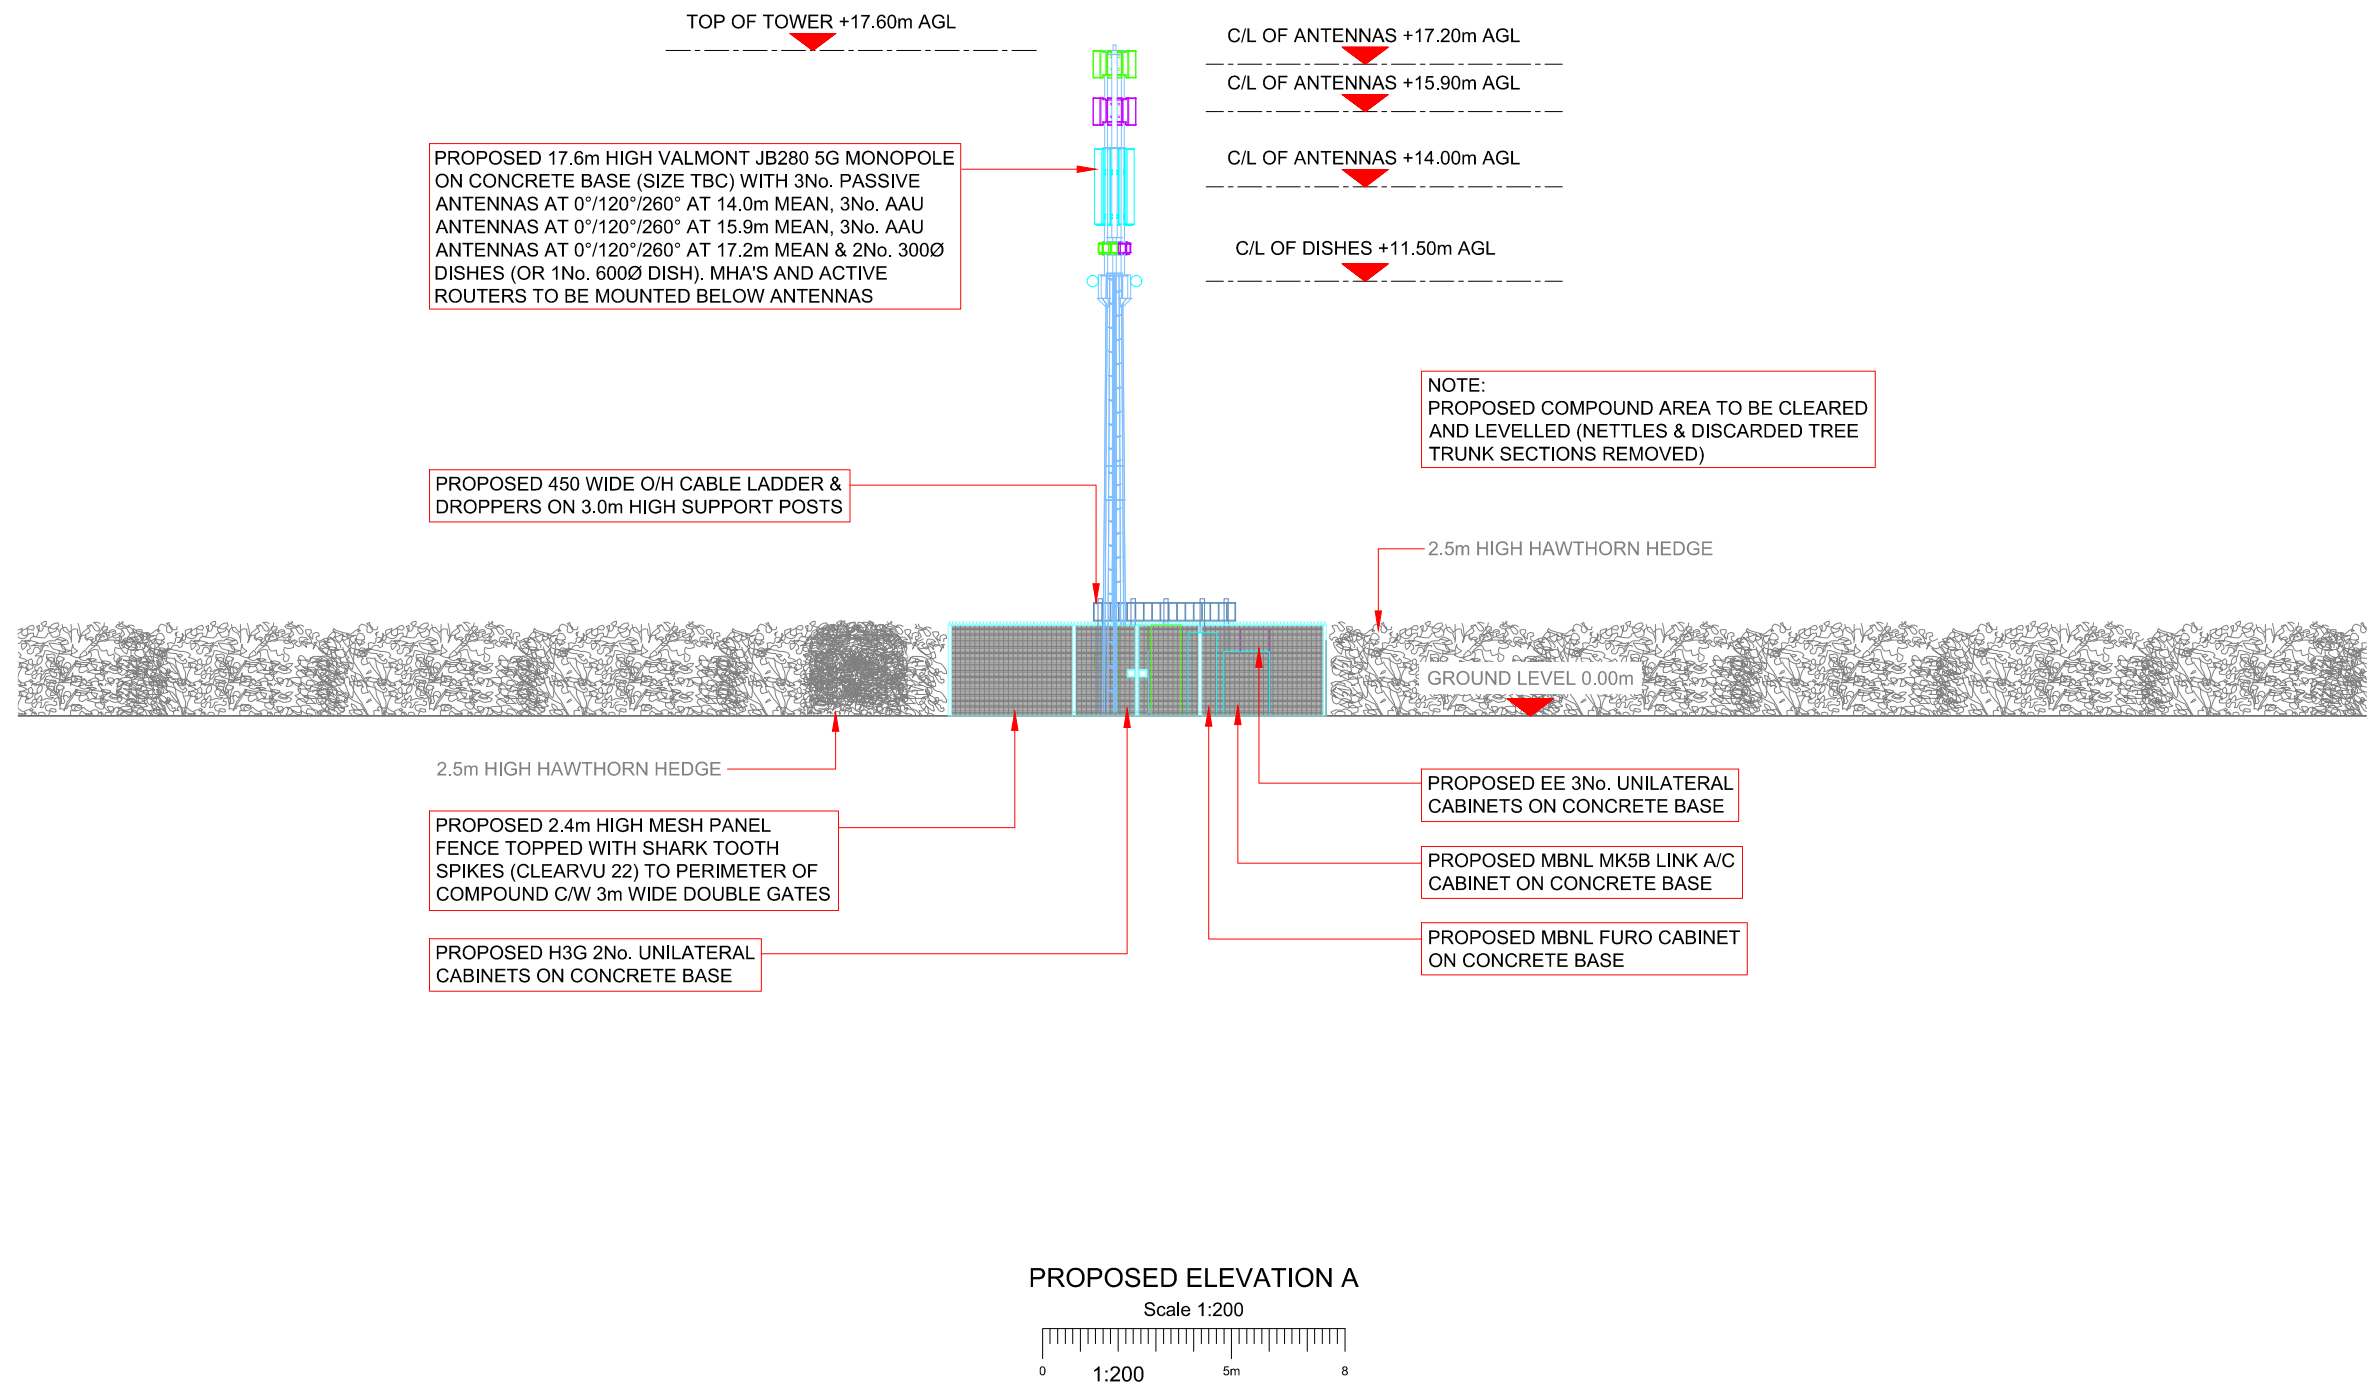 TOP OF TOWER +17.60m AGL
C/L OF ANTENNAS +17.20m AGL
C/L OF ANTENNAS +15.90m AGL
PROPOSED 17.6m HIGH VALMONT JB280 5G MONOPOLE
ON CONCRETE BASE (SIZE TBC) WITH 3No. PASSIVE
ANTENNAS AT 0°/120°/260° AT 14.0m MEAN, 3No. AAU
ANTENNAS AT 0°/120°/260° AT 15.9m MEAN, 3No. AAU
ANTENNAS AT 0°/120°/260° AT 17.2m MEAN & 2No. 300Ø
DISHES (OR 1No. 600Ø DISH). MHA'S AND ACTIVE
ROUTERS TO BE MOUNTED BELOW ANTENNAS
C/L OF ANTENNAS +14.00m AGL
C/L OF DISHES +11.50m AGL
NOTE:
PROPOSED COMPOUND AREA TO BE CLEARED
AND LEVELLED (NETTLES & DISCARDED TREE
TRUNK SECTIONS REMOVED)
PROPOSED 450 WIDE O/H CABLE LADDER &
DROPPERS ON 3.0m HIGH SUPPORT POSTS
2.5m HIGH HAWTHORN HEDGE
GROUND LEVEL 0.00m
2.5m HIGH HAWTHORN HEDGE
PROPOSED 2.4m HIGH MESH PANEL
FENCE TOPPED WITH SHARK TOOTH
SPIKES (CLEARVU 22) TO PERIMETER OF
COMPOUND C/W 3m WIDE DOUBLE GATES
PROPOSED H3G 2No. UNILATERAL
CABINETS ON CONCRETE BASE
PROPOSED EE 3No. UNILATERAL
CABINETS ON CONCRETE BASE
PROPOSED MBNL MK5B LINK A/C
CABINET ON CONCRETE BASE
PROPOSED MBNL FURO CABINET
ON CONCRETE BASE
PROPOSED ELEVATION A
Scale 1:200
0 1:200 5m 8